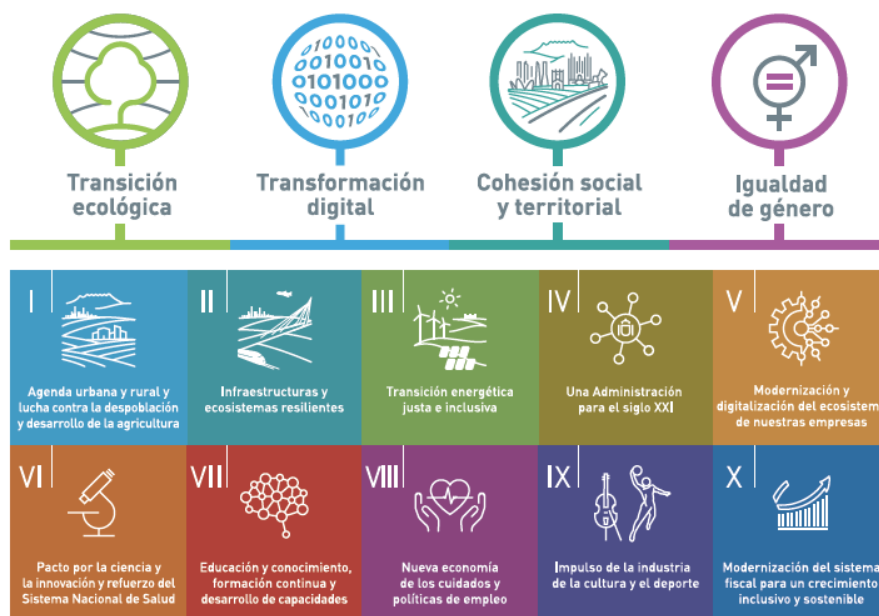 Transición
ecológica
Transformación
digital
Cohesión social
y territorial
Igualdad
de género
I
Agenda urbana y rural y
lucha contra la despoblación
y desarrollo de la agricultura
II
Infraestructuras y
ecosistemas resilientes
III
Transición energética
justa e inclusiva
IV
Una Administración
para el siglo XXI
V
Modernización y
digitalización del ecosistem
de nuestras empresas
VI
Pacto por la ciencia y
la innovación y refuerzo del
Sistema Nacional de Salud
VII
Educación y conocimiento,
formación continua y
desarrollo de capacidades
VIII
Nueva economía
de los cuidados y
políticas de empleo
IX
Impulso de la industria
de la cultura y el deporte
X
Modernización del sistema
fiscal para un crecimiento
inclusivo y sostenible